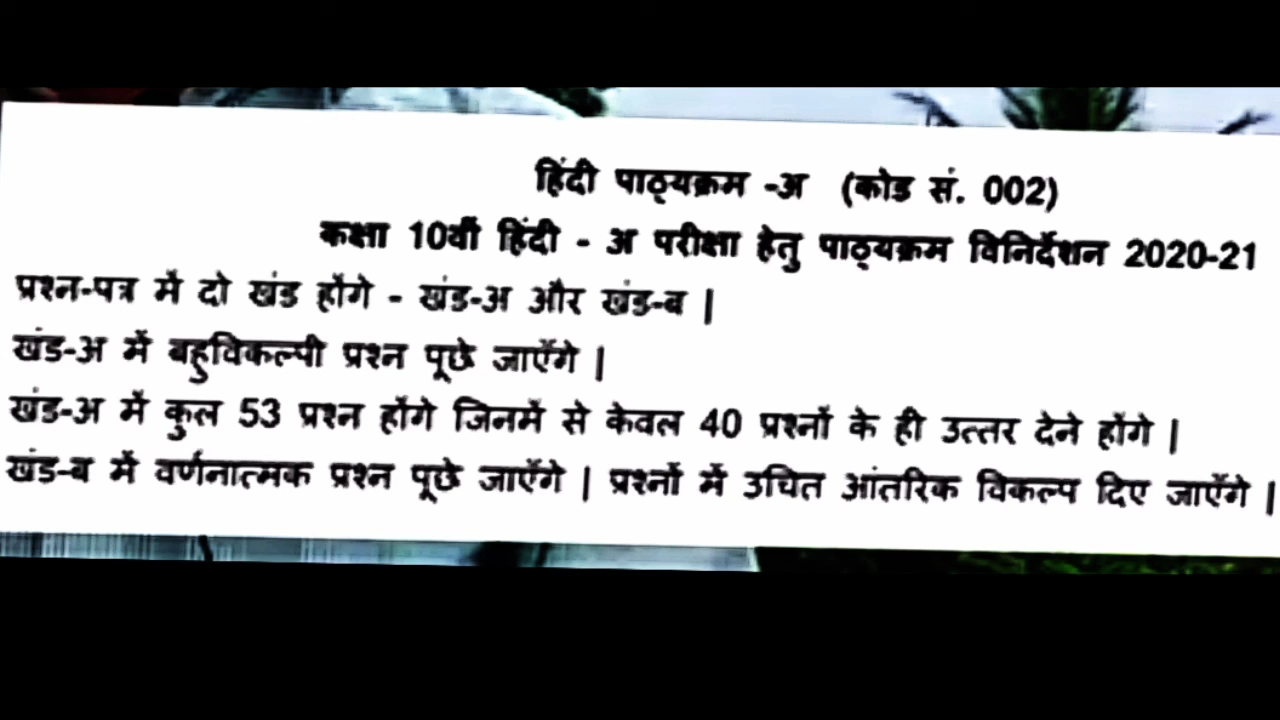 हिंदी पाठ्यक्रम -अ (कोड सं. 002)
कक्षा 10वीं हिंदी - अ परीक्षा हेतु पाठ्यक्रम विनिर्देशन 2020-21
प्रश्न-पत्र में दो खंड होंगे - खंड-अ और खंड-ब |
खंड-अ में बहुविकल्पी प्रश्न पूछे जाएँगे |
खंड-अ में कुल 53 प्रश्न होंगे जिनमें से केवल 40 प्रश्नों के ही उत्तर देने होंगे |
खंड-ब में वर्णनात्मक प्रश्न पूछे जाएँगे | प्रश्नों में उचित आंतरिक विकल्प दिए जाएँगे |